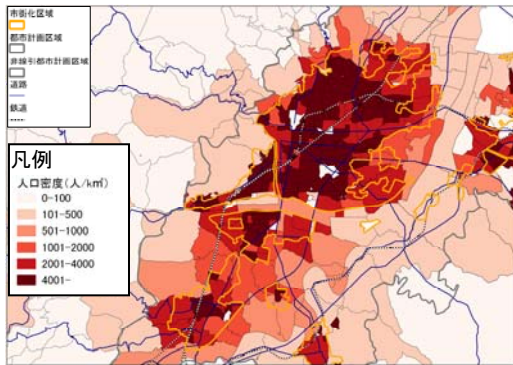 市街化区域
都市計画区域
非線引都市計画区域
道路
鉄道
凡例
人口密度(人/k㎡)
0-100
101-500
501-1000
1001-2000
2001-4000
4001-